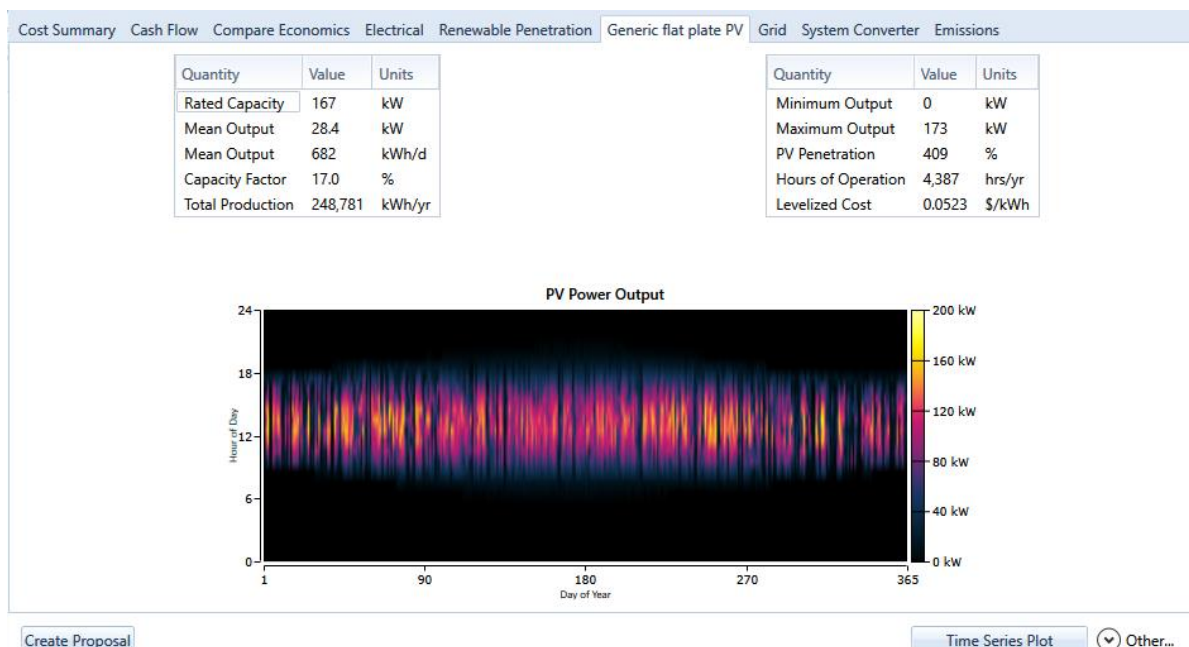 Cost Summary Cash Flow Compare Economics Electrical Renewable Penetration Generic flat plate PV Grid System Converter Emissions
Quantity Value Units
Rated Capacity 167 kW
Mean Output 28.4 kW
Mean Output 682 kWh/d
Capacity Factor 17.0 %
Total Production 248,781 kWh/yr
Quantity Value Units
Minimum Output 0 kW
Maximum Output 173 kW
PV Penetration 409 %
Hours of Operation 4,387 hrs/yr
Levelized Cost 0.0523 $/kWh
PV Power Output
24
18
12
6
0
Hour of Day
1 90 180 270 365
Day of Year
200 kW
160 kW
120 kW
80 kW
40 kW
0 kW
Create Proposal
Time Series Plot
Other...